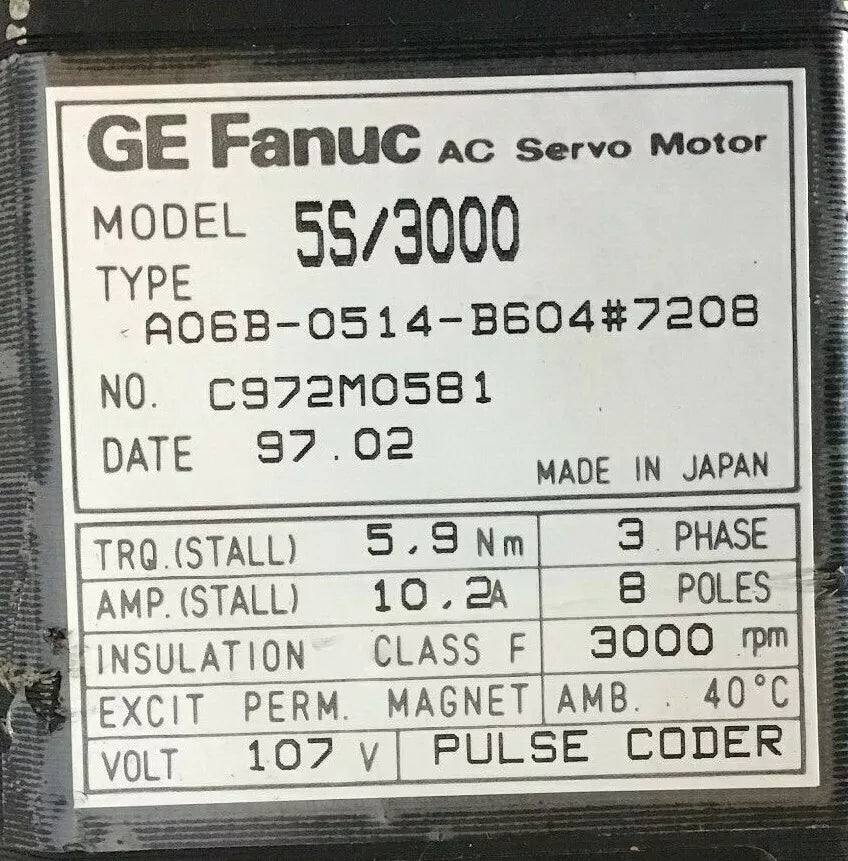 GE Fanuc AC Servo Motor
MODEL 5S/3000
TYPE
A06B-0514-B604#7208
NO. C972M0581
DATE 97.02
MADE IN JAPAN
TRQ.(STALL) 5.9 Nm 3 PHASE
AMP.(STALL) 10.2A 8 POLES
INSULATION CLASS F 3000 rpm
EXCIT PERM. MAGNET AMB. 40°C
VOLT 107 V PULSE CODER